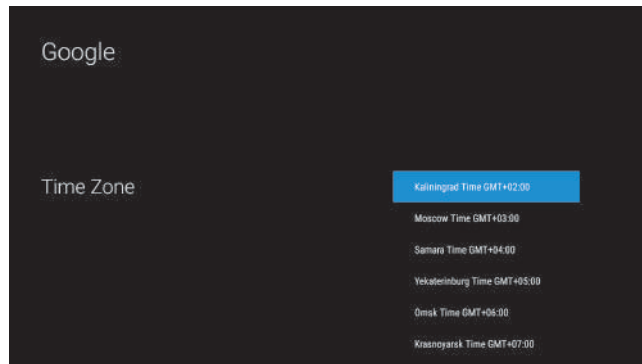 Google
Time Zone
Kaliningrad Time GMT+02:00
Moscow Time GMT+03:00
Samara Time GMT+04:00
Yekaterinburg Time GMT+05:00
Omsk Time GMT+06:00
Krasnoyarsk Time GMT+07:00